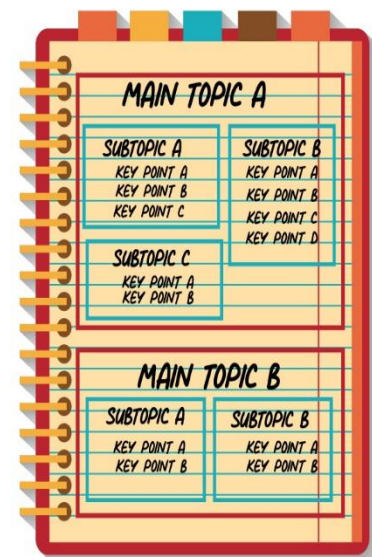 MAIN TOPIC A
SUBTOPIC A
KEY POINT A
KEY POINT B
KEY POINT C
SUBTOPIC B
KEY POINT A
KEY POINT B
KEY POINT C
KEY POINT D
SUBTOPIC C
KEY POINT A
KEY POINT B
MAIN TOPIC B
SUBTOPIC A
KEY POINT A
KEY POINT B
SUBTOPIC B
KEY POINT A
KEY POINT B